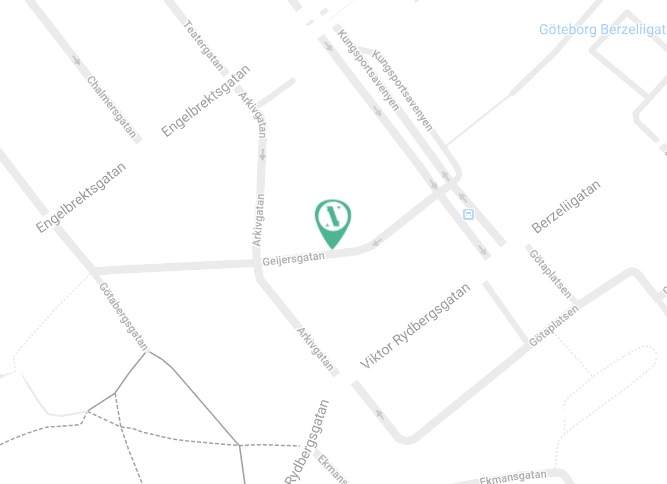 Göteborg Berzeliigat
Teatergatan
Kungsportsavenyen
Kungsportsavenyen
Chalmersgatan
Engelbrektsgatan
Arkivgatan
Engelbrektsgatan
Arkivgatan
Berzeliigatan
Geijersgatan
Götaplatsen
Götabergsgatan
Viktor Rydbergsgatan
Götaplatsen
Arkivgatan
Rydbergsgatan
Ekmans
Ekmansgatan